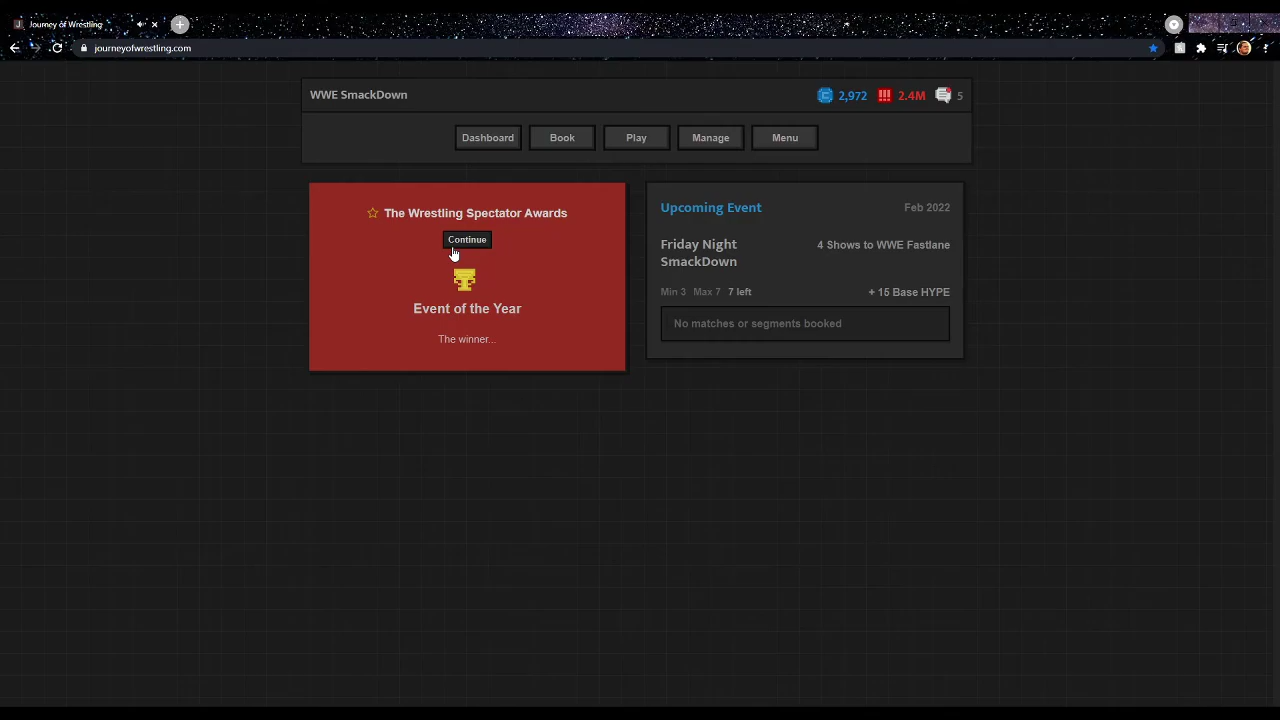 Journey of Wrestling
journeyofwrestling.com
WWE SmackDown
2,972
2.4M
5
Dashboard
Book
Play
Manage
Menu
The Wrestling Spectator Awards
Continue
Event of the Year
The winner...
Upcoming Event
Feb 2022
Friday Night
SmackDown
4 Shows to WWE Fastlane
Min 3 Max 7 7 left
+ 15 Base HYPE
No matches or segments booked